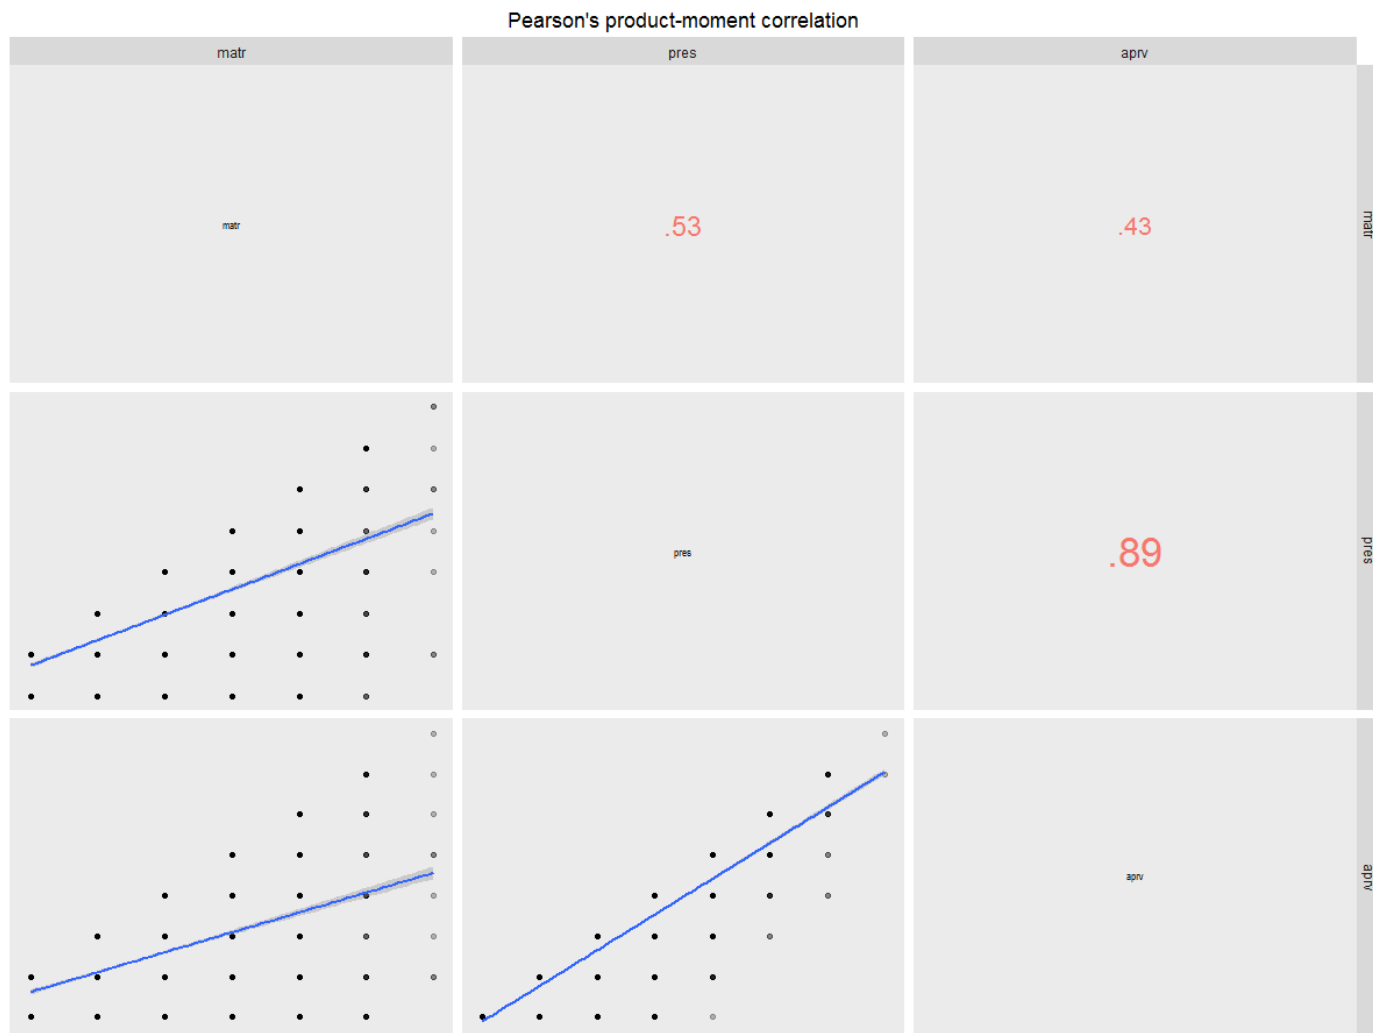 Pearson's product-moment correlation
matr
pres
aprv
matr
.53
.43
matr
pres
.89
pres
aprv
aprv